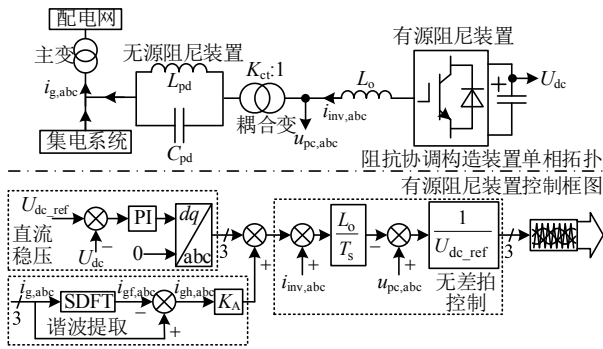 配电网
主变
无源阻尼装置
有源阻尼装置
L_pd
K_ct:1
L_o
+
U_dc
i_g,abc
i_inv,abc
集电系统
C_pd
耦合变
u_pc,abc
阻抗协调构造装置单相拓扑
有源阻尼装置控制框图
U_dc_ref
PI
dq
abc
直流
稳压
−
U_dc
0
3
+
L_o
T_s
−
1
U_dc_ref
3
+
i_inv,abc
+
u_pc,abc
无差拍
控制
i_g,abc
SDFT
i_gf,abc
−
i_gh,abc
K_A
+
3
谐波提取
+